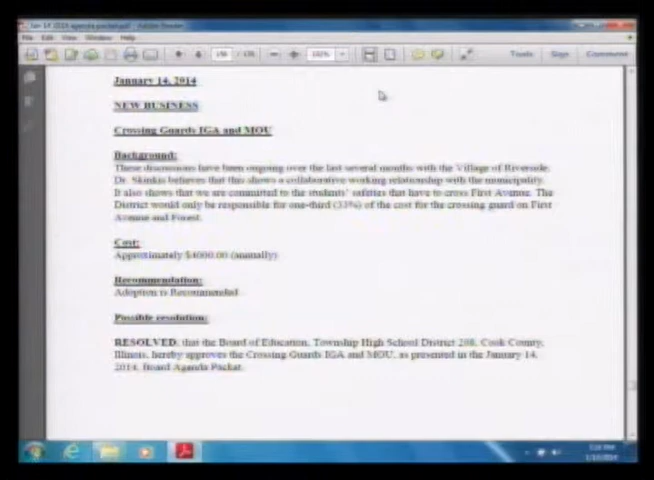 January 14, 2014
NEW BUSINESS
Crossing Guards IGA and MOU
Background:
These discussions have been ongoing over the last several months with the Village of Riverside.
Dr. Skinkis believes that this shows a collaborative working relationship with the municipality.
It also shows that we are committed to the students' safeties that have to cross First Avenue. The
District would only be responsible for one-third (33%) of the cost for the crossing guard on First
Avenue and Forest.
Cost:
Approximately $4000.00 (annually)
Recommendation:
Adoption is Recommended
Possible resolution:
RESOLVED, that the Board of Education, Township High School District 208, Cook County,
Illinois, hereby approves the Crossing Guards IGA and MOU, as presented in the January 14,
2014, Board Agenda Packet.
Tools Sign Comment